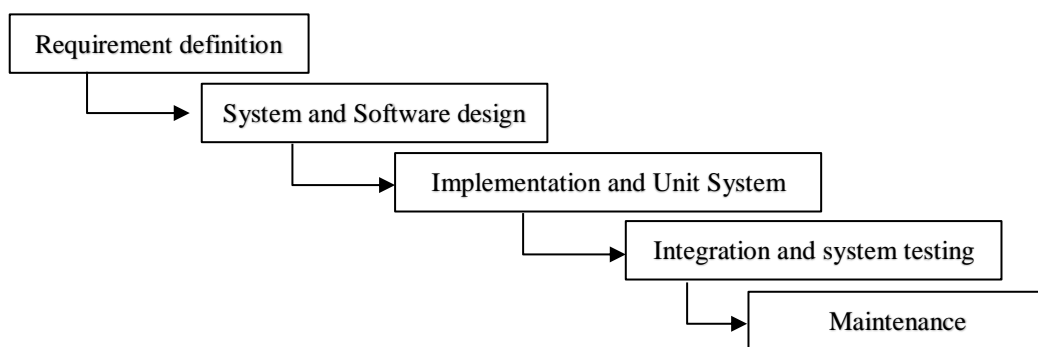 Requirement definition
System and Software design
Implementation and Unit System
Integration and system testing
Maintenance